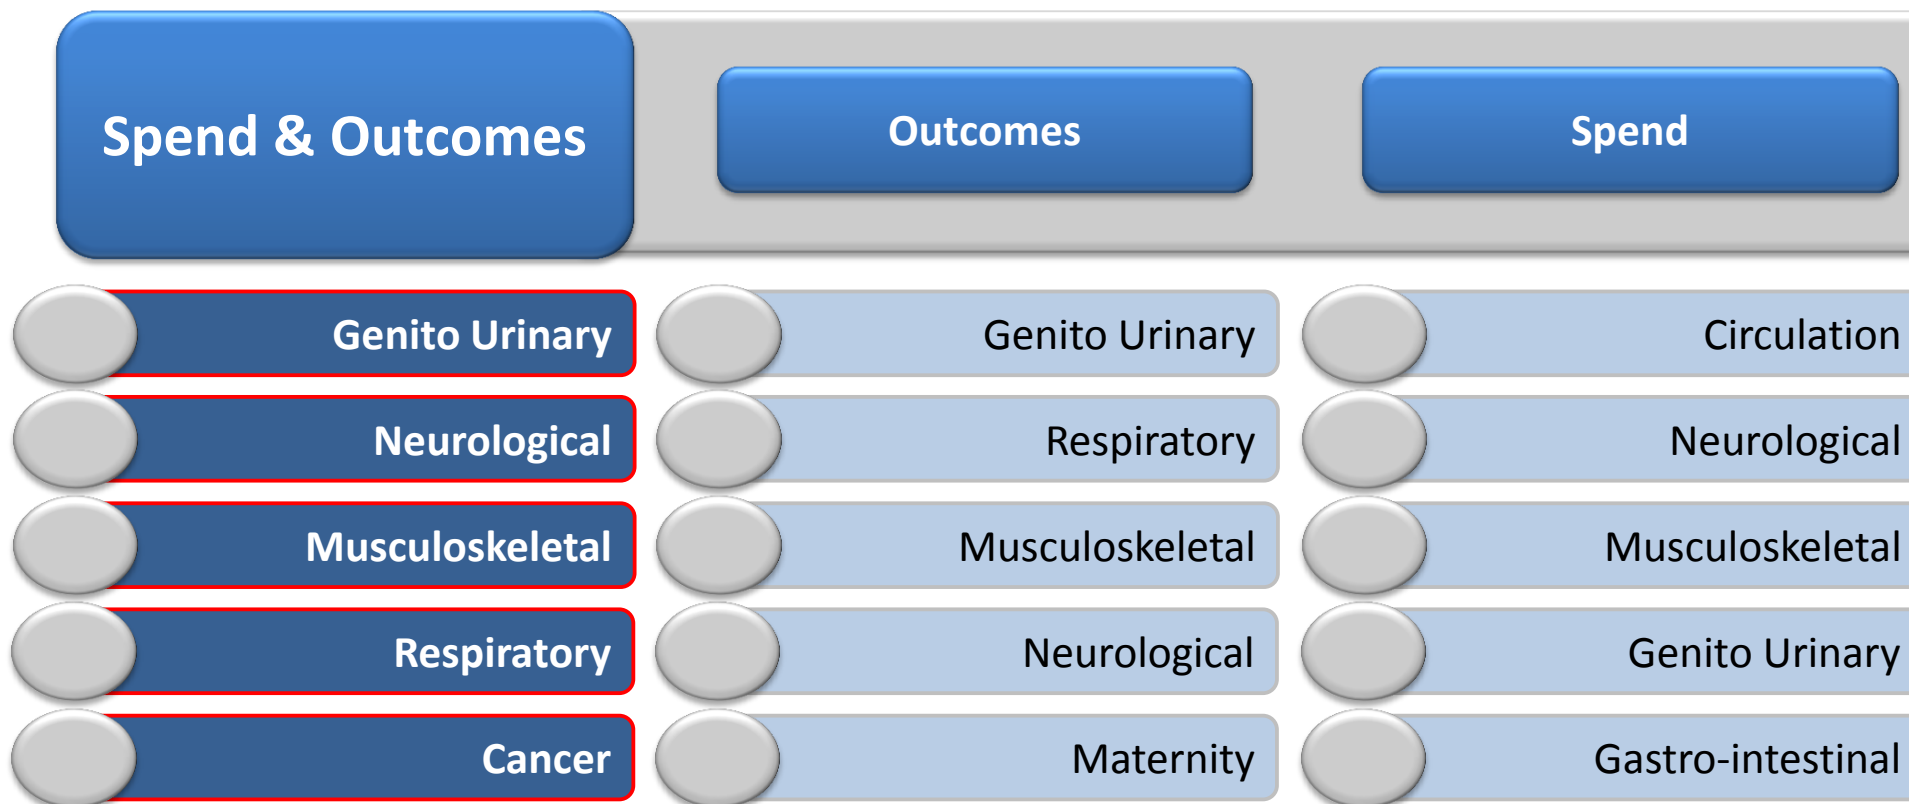 Spend & Outcomes
Outcomes
Spend
Genito Urinary
Genito Urinary
Circulation
Neurological
Respiratory
Neurological
Musculoskeletal
Musculoskeletal
Musculoskeletal
Respiratory
Neurological
Genito Urinary
Cancer
Maternity
Gastro-intestinal